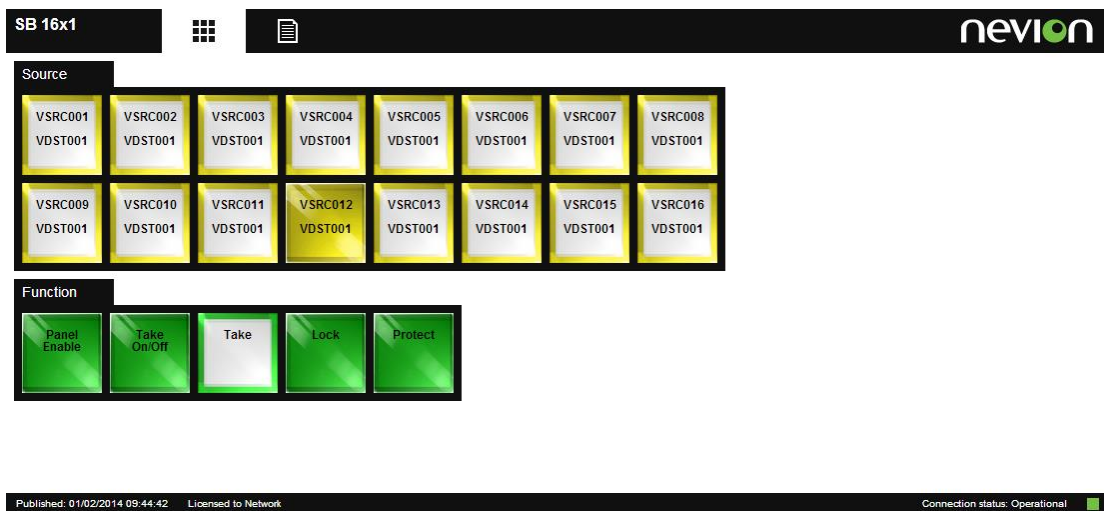 SB 16x1
nevion
Source
VSRC001 VSRC002 VSRC003 VSRC004 VSRC005 VSRC006 VSRC007 VSRC008
VDST001 VDST001 VDST001 VDST001 VDST001 VDST001 VDST001 VDST001
VSRC009 VSRC010 VSRC011 VSRC012 VSRC013 VSRC014 VSRC015 VSRC016
VDST001 VDST001 VDST001 VDST001 VDST001 VDST001 VDST001 VDST001
Function
Panel Take Take Lock Protect
Enable On/Off
Published: 01/02/2014 09:44:42 Licensed to Network Connection status: Operational